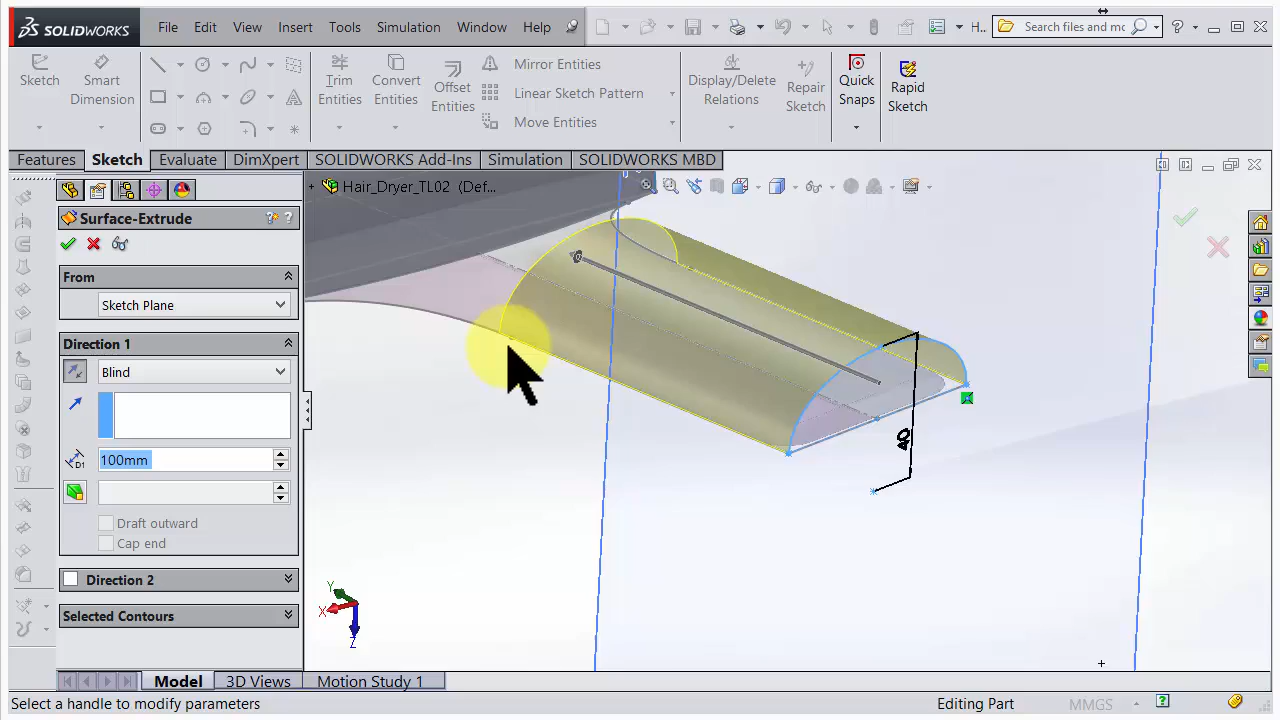 SOLIDWORKS File Edit View Insert Tools Simulation Window Help H... Search files and mc ?
Sketch Smart Dimension Trim Entities Convert Entities Offset Entities Mirror Entities Linear Sketch Pattern Move Entities Display/Delete Relations Repair Sketch Quick Snaps Rapid Sketch
Features Sketch Evaluate DimXpert SOLIDWORKS Add-Ins Simulation SOLIDWORKS MBD
Hair_Dryer_TL02 (Def...
Surface-Extrude ?
From
Sketch Plane
Direction 1
Blind
D1 100mm
Draft outward
Cap end
Direction 2
Selected Contours
40
Y
X
Z
Model 3D Views Motion Study 1
Select a handle to modify parameters Editing Part MMGS ?